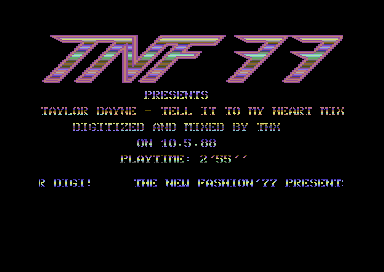 TNF 77
PRESENTS
TAYLOR DAYNE - TELL IT TO MY HEART MIX
DIGITIZED AND MIXED BY TMX
ON 10.5.88
PLAYTIME: 2'55''
R DIGI! THE NEW FASHION'77 PRESENT